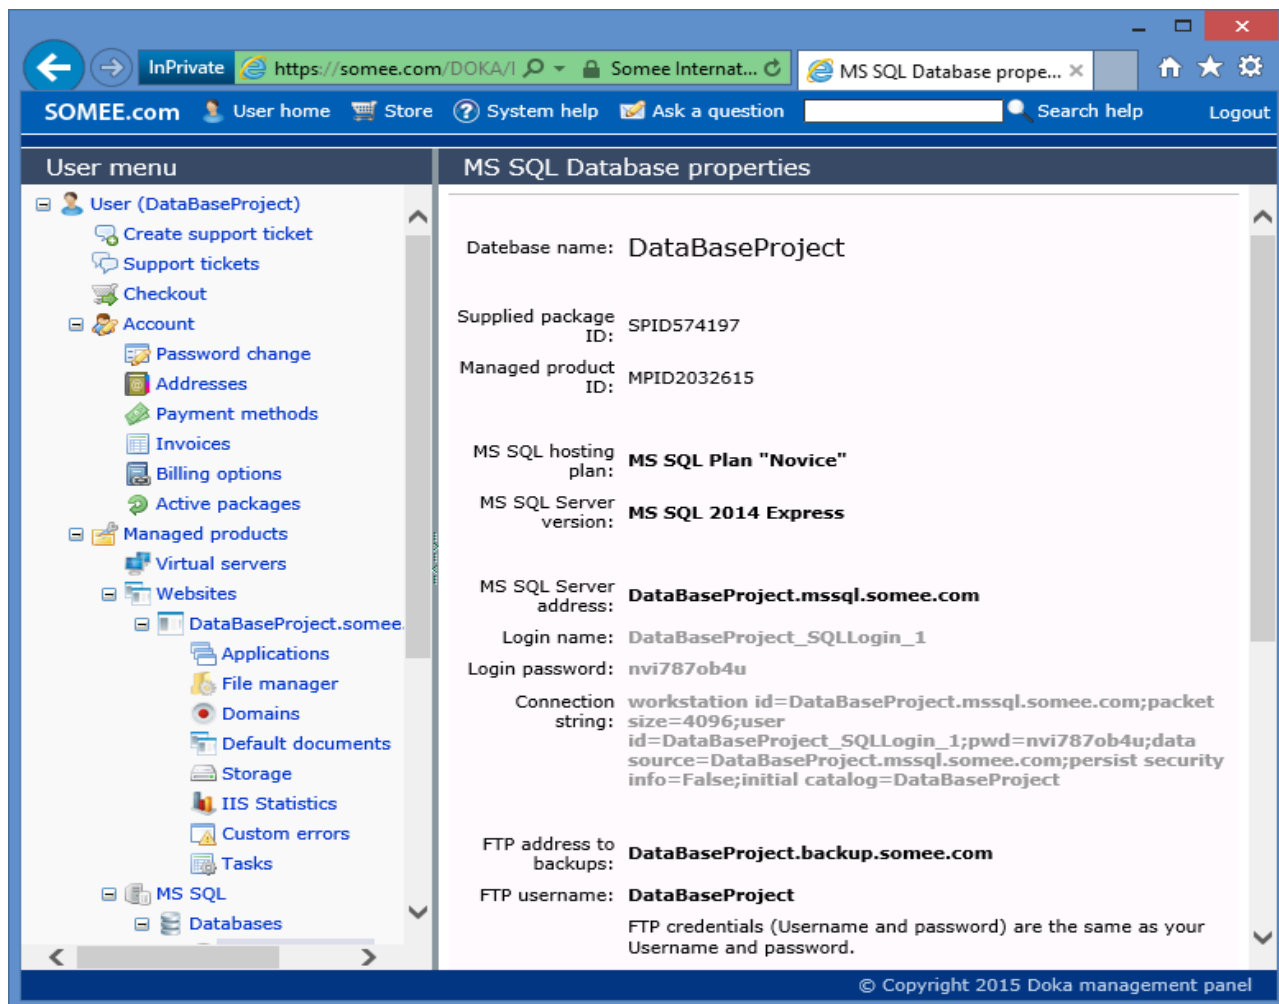 InPrivate https://somee.com/DOKA/ Somee Internat... MS SQL Database prope...
SOMEE.com User home Store System help Ask a question Search help Logout
User menu
User (DataBaseProject)
Create support ticket
Support tickets
Checkout
Account
Password change
Addresses
Payment methods
Invoices
Billing options
Active packages
Managed products
Virtual servers
Websites
DataBaseProject.somee.
Applications
File manager
Domains
Default documents
Storage
IIS Statistics
Custom errors
Tasks
MS SQL
Databases
MS SQL Database properties
Datebase name: DataBaseProject
Supplied package
ID: SPID574197
Managed product
ID: MPID2032615
MS SQL hosting
plan: MS SQL Plan "Novice"
MS SQL Server
version: MS SQL 2014 Express
MS SQL Server
address: DataBaseProject.mssql.somee.com
Login name: DataBaseProject_SQLLogin_1
Login password: nvi787ob4u
Connection workstation id=DataBaseProject.mssql.somee.com;packet
string: size=4096;user
id=DataBaseProject_SQLLogin_1;pwd=nvi787ob4u;data
source=DataBaseProject.mssql.somee.com;persist security
info=False;initial catalog=DataBaseProject
FTP address to
backups: DataBaseProject.backup.somee.com
FTP username: DataBaseProject
FTP credentials (Username and password) are the same as your
Username and password.
© Copyright 2015 Doka management panel